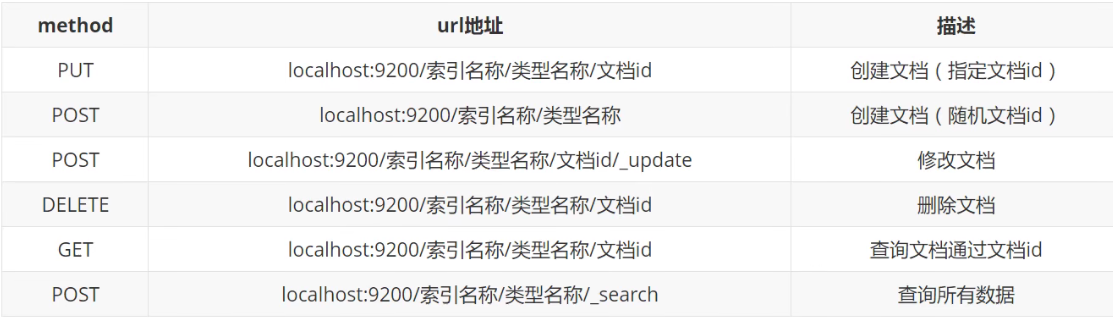 method url地址 描述
PUT localhost:9200/索引名称/类型名称/文档id 创建文档（指定文档id）
POST localhost:9200/索引名称/类型名称 创建文档（随机文档id）
POST localhost:9200/索引名称/类型名称/文档id/_update 修改文档
DELETE localhost:9200/索引名称/类型名称/文档id 删除文档
GET localhost:9200/索引名称/类型名称/文档id 查询文档通过文档id
POST localhost:9200/索引名称/类型名称/_search 查询所有数据